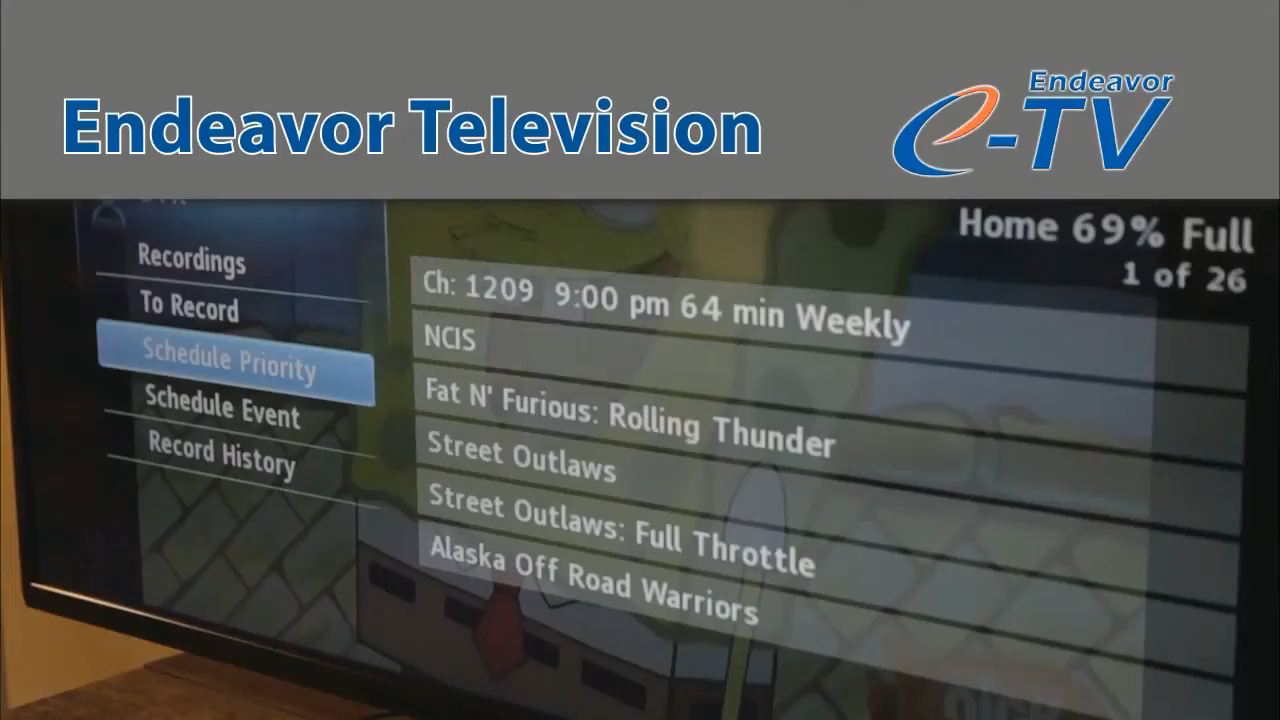 Endeavor Television
Endeavor
e-TV
Home 69% Full
1 of 26
Recordings
To Record
Schedule Priority
Schedule Event
Record History
Ch: 1209 9:00 pm 64 min Weekly
NCIS
Fat N' Furious: Rolling Thunder
Street Outlaws
Street Outlaws: Full Throttle
Alaska Off Road Warriors